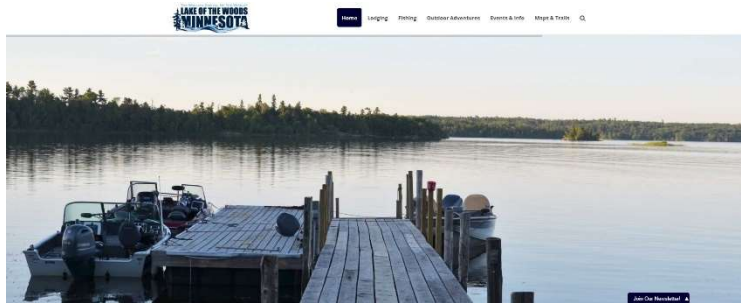 LAKE OF THE WOODS
MINNESOTA
Home Lodging Fishing Outdoor Adventures Events & Info Maps & Trails
Join Our Newsletter!